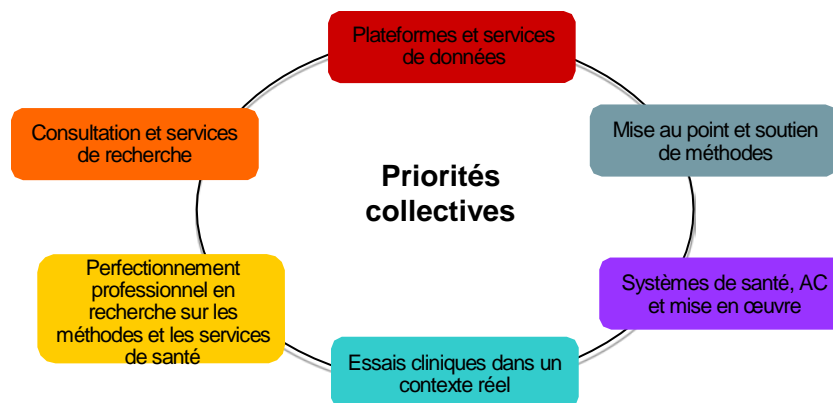 Plateformes et services
de données
Consultation et services
de recherche
Mise au point et soutien
de méthodes
Priorités
collectives
Perfectionnement
professionnel en
recherche sur les
méthodes et les services
de santé
Systèmes de santé, AC
et mise en œuvre
Essais cliniques dans un
contexte réel